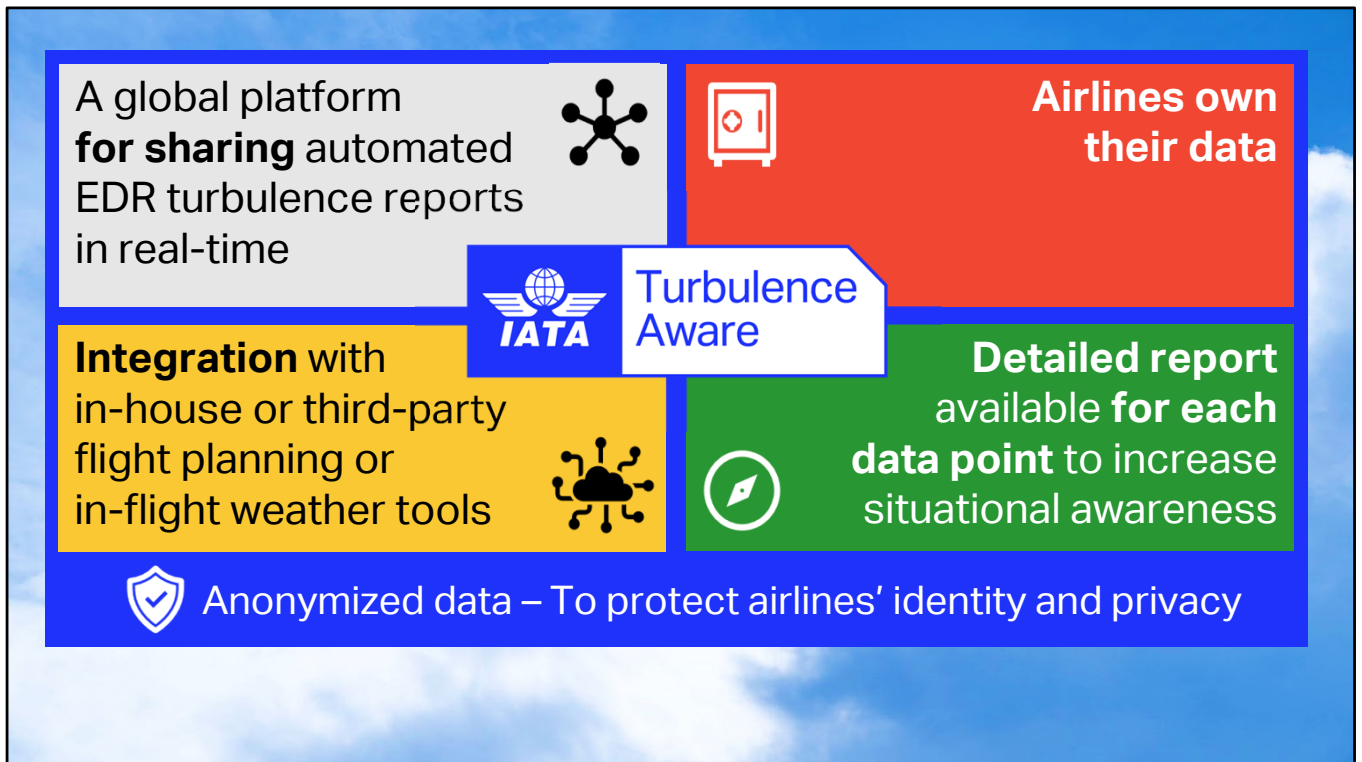 A global platform
for sharing automated
EDR turbulence reports
in real-time
Airlines own
their data
IATA
Turbulence
Aware
Integration with
in-house or third-party
flight planning or
in-flight weather tools
Detailed report
available for each
data point to increase
situational awareness
Anonymized data – To protect airlines’ identity and privacy